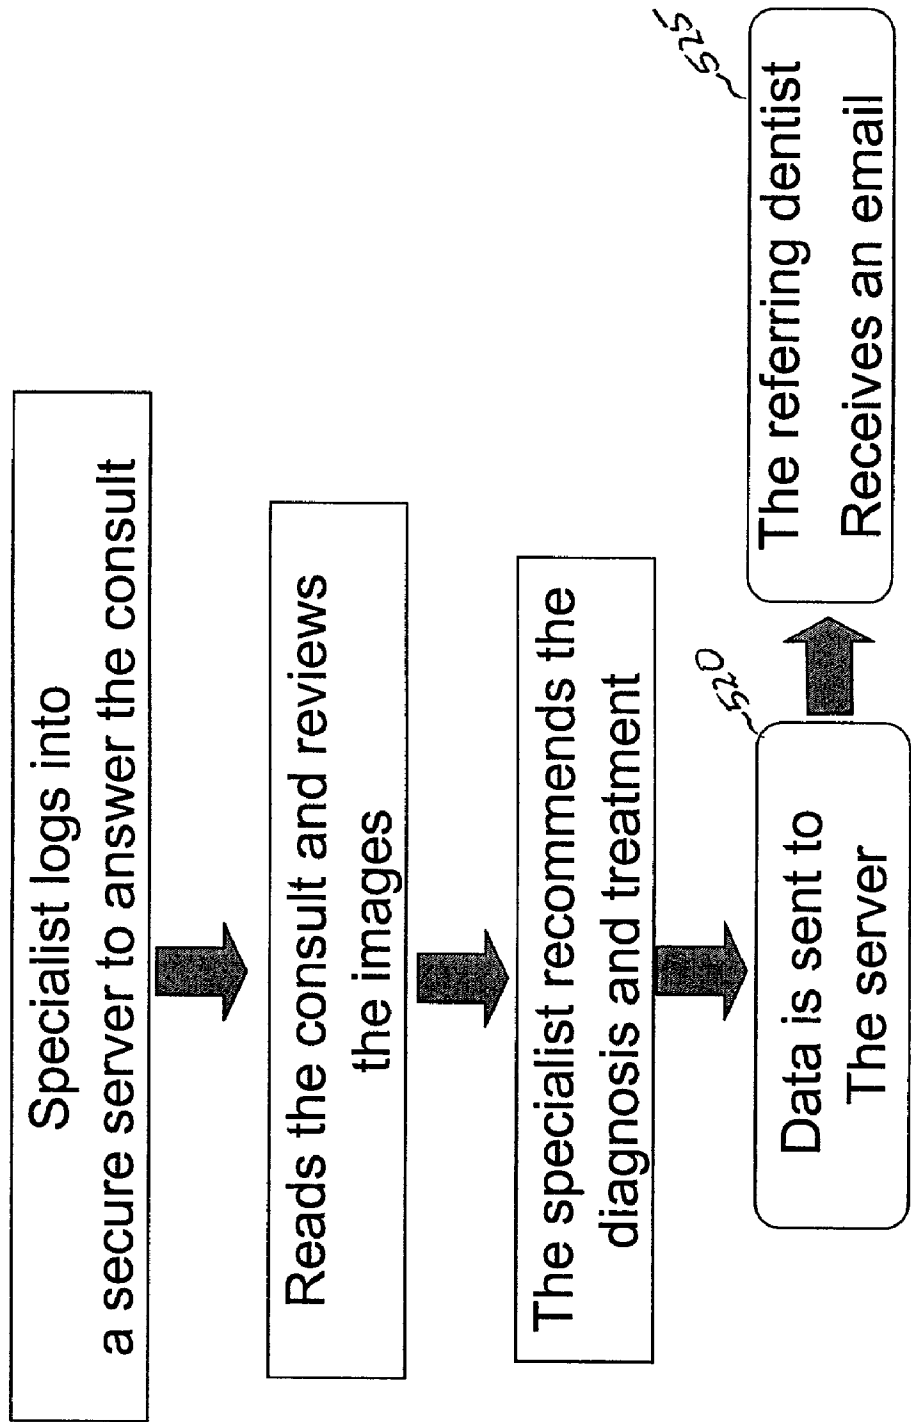 Specialist logs into
a secure server to answer the consult
Reads the consult and reviews
the images
The specialist recommends the
diagnosis and treatment
520
Data is sent to
The server
525
The referring dentist
Receives an email